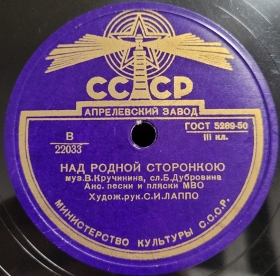 СССР
АПРЕЛЕВСКИЙ ЗАВОД
В
22033
ГОСТ 5289-50
III кл.
НАД РОДНОЙ СТОРОНКОЮ
муз.В.Кручинина, сл.Б.Дубровина
Анс. песни и пляски МВО
Худож.рук.С.И.ЛАППО
МИНИСТЕРСТВО КУЛЬТУРЫ С.С.С.Р.